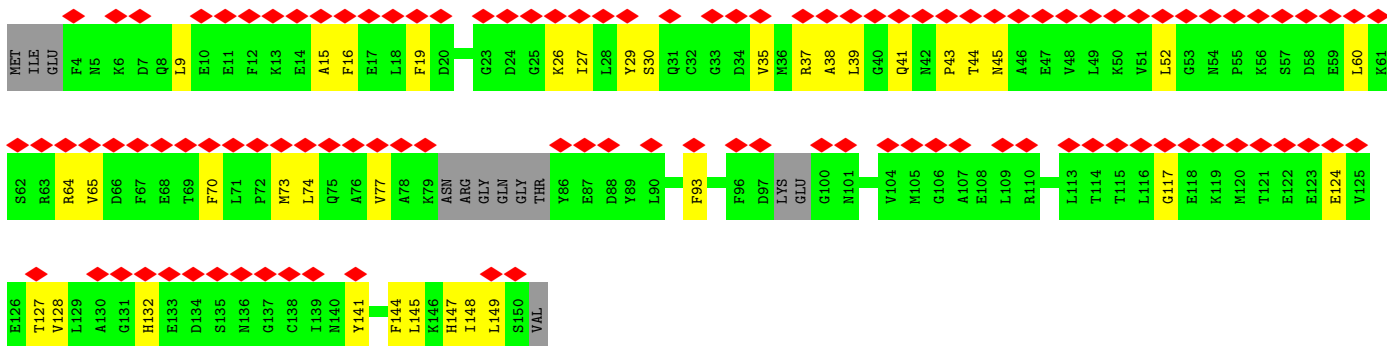 MET ILE GLU F4 N5 K6 D7 Q8 L9 E10 E11 F12 K13 E14 A15 F16 E17 L18 F19 D20 G23 D24 G25 K26 I27 L28 Y29 S30 Q31 C32 G33 D34 V35 M36 R37 A38 L39 G40 Q41 N42 P43 T44 N45 A46 E47 V48 L49 K50 V51 L52 G53 N54 P55 K56 S57 D58 E59 L60 K61
S62 R63 R64 V65 D66 F67 E68 T69 F70 L71 P72 M73 L74 Q75 A76 V77 A78 K79 ASN ARG GLY GLN GLY THR Y86 E87 D88 Y89 L90 F93 F96 D97 LYS GLU G100 N101 V104 M105 G106 A107 E108 L109 R110 L113 T114 T115 L116 G117 E118 K119 M120 T121 E122 E123 E124 V125
E126 T127 V128 L129 A130 G131 H132 E133 D134 S135 N136 G137 C138 I139 N140 Y141 F144 L145 K146 H147 I148 L149 S150 VAL